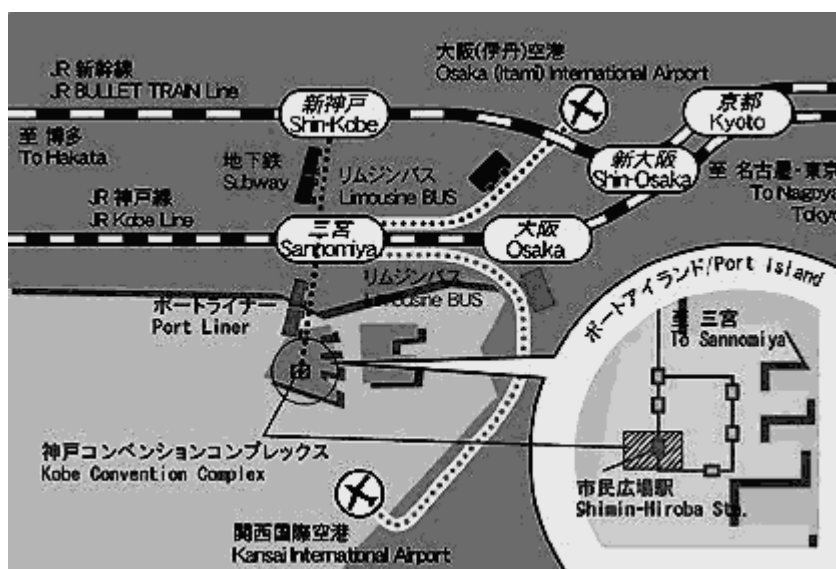 大阪(伊丹)空港
Osaka (Itami) International Airport
JR 新幹線
JR BULLET TRAIN Line
新神戸
Shin-Kobe
京都
Kyoto
至 博多
To Hakata
地下鉄
Subway
リムジンバス
Limousine BUS
新大阪
Shin-Osaka
至 名古屋・東京
To Nagoya
Tokyo
JR 神戸線
JR Kobe Line
三宮
Sannomiya
大阪
Osaka
リムジンバス
Limousine BUS
ポートライナー
Port Liner
ポートアイランド/Port Island
三宮
To Sannomiya
神戸コンベンションコンプレックス
Kobe Convention Complex
市民広場駅
Shimin-Hiroba Stn.
関西国際空港
Kansai International Airport